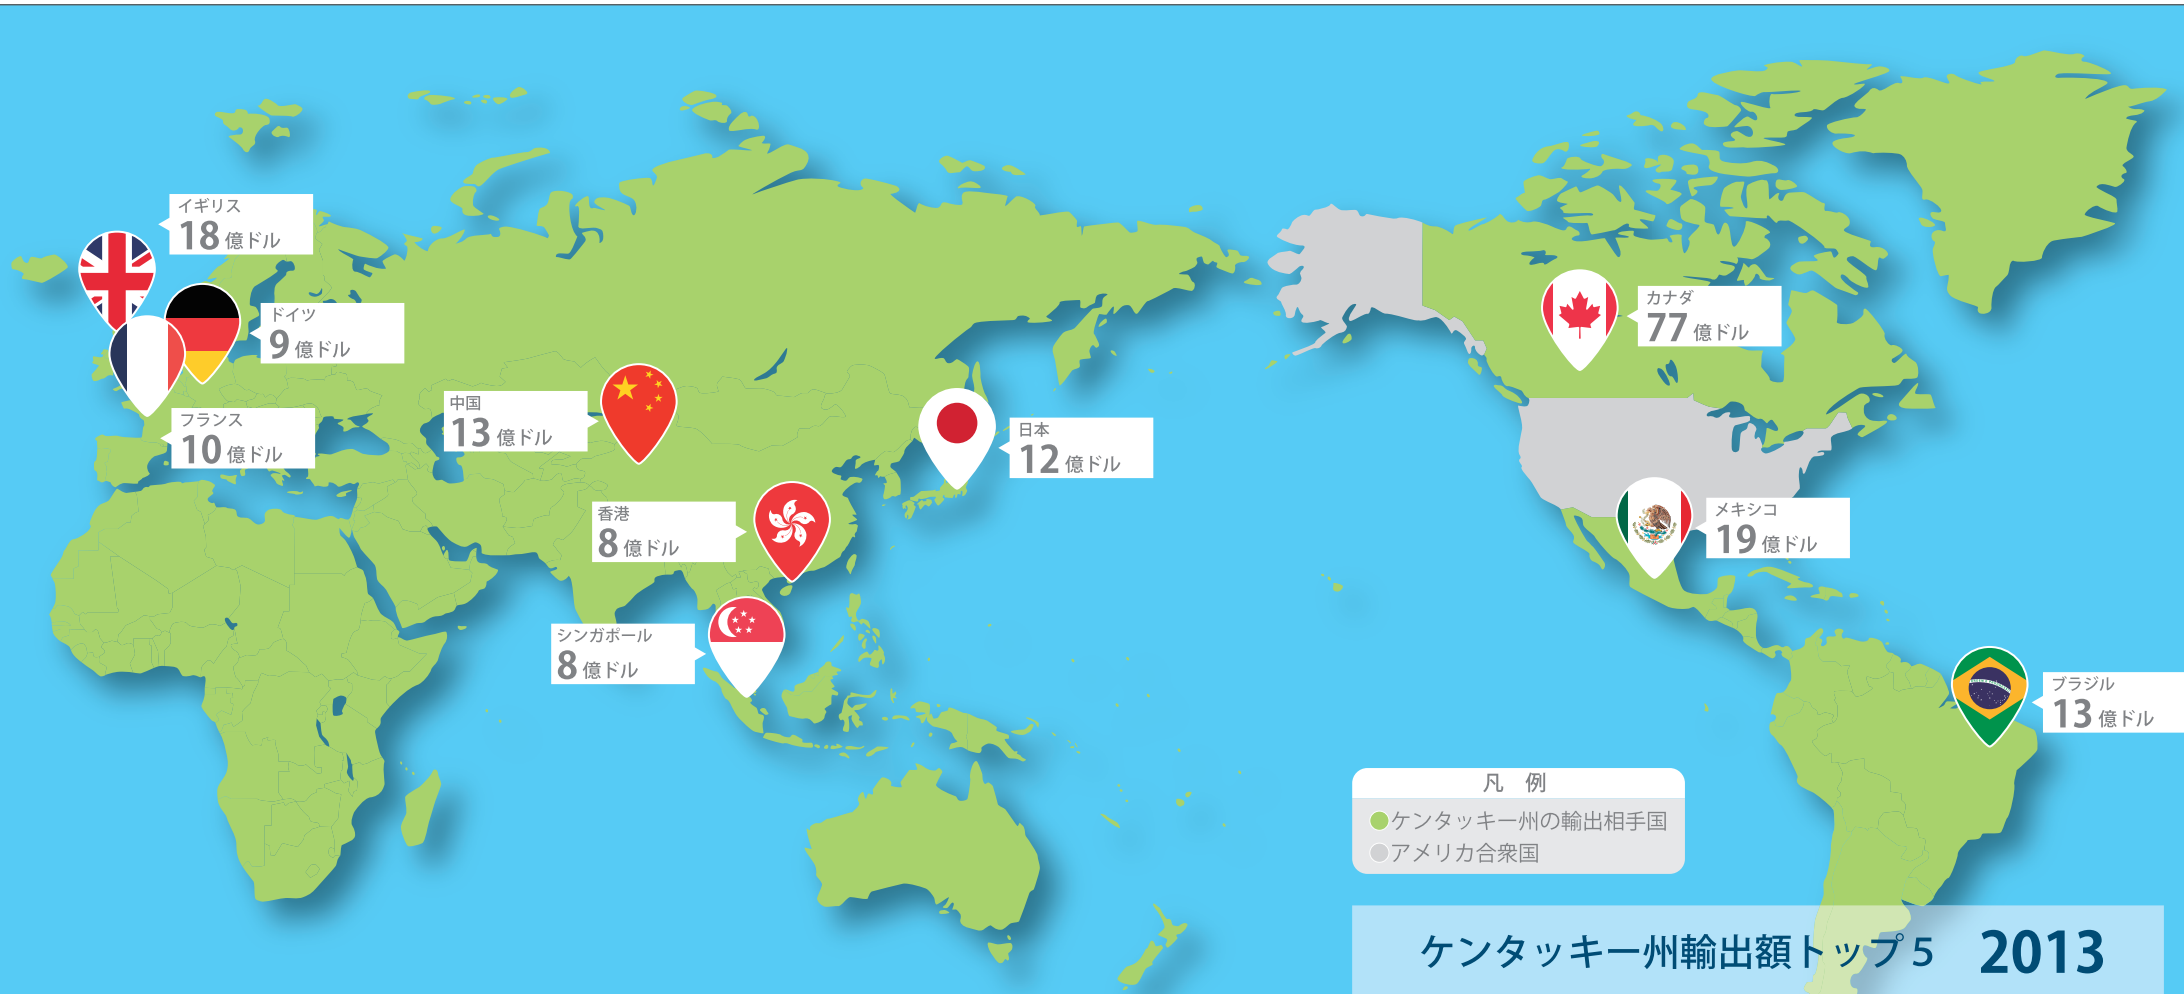 イギリス
18 億ドル
ドイツ
9 億ドル
フランス
10 億ドル
中国
13 億ドル
日本
12 億ドル
香港
8 億ドル
シンガポール
8 億ドル
カナダ
77 億ドル
メキシコ
19 億ドル
ブラジル
13 億ドル
凡 例
ケンタッキー州の輸出相手国
アメリカ合衆国
ケンタッキー州輸出額トップ 5 2013